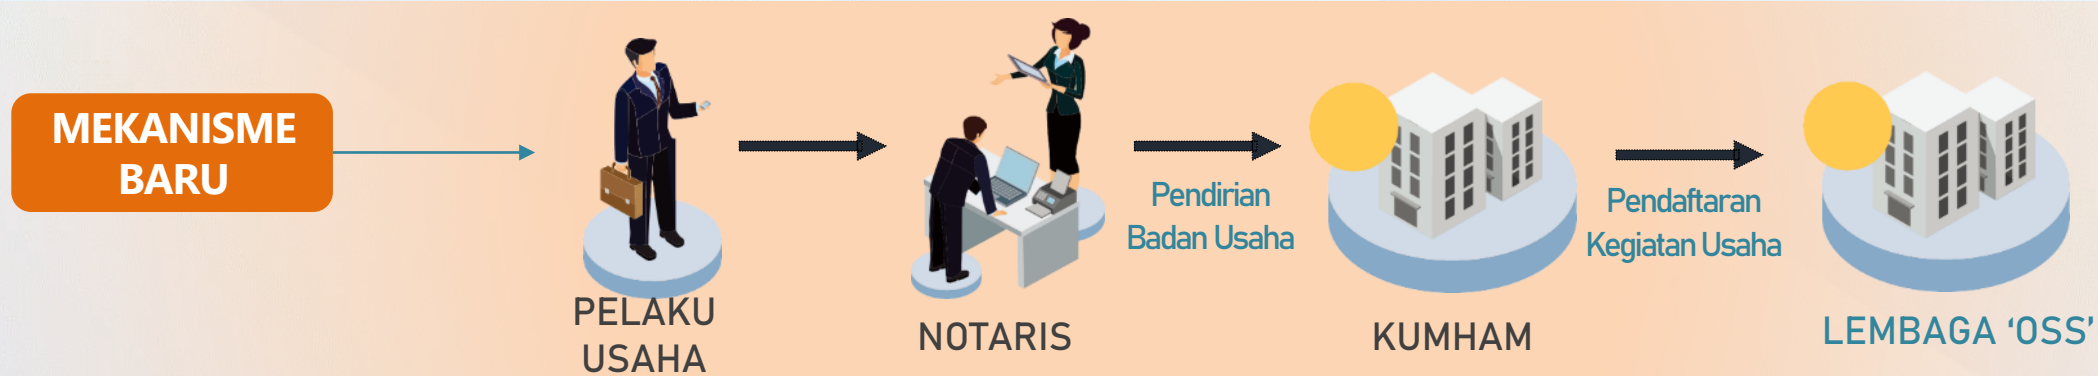 MEKANISME
BARU
PELAKU
USAHA
NOTARIS
Pendirian
Badan Usaha
KUMHAM
Pendaftaran
Kegiatan Usaha
LEMBAGA ‘OSS’